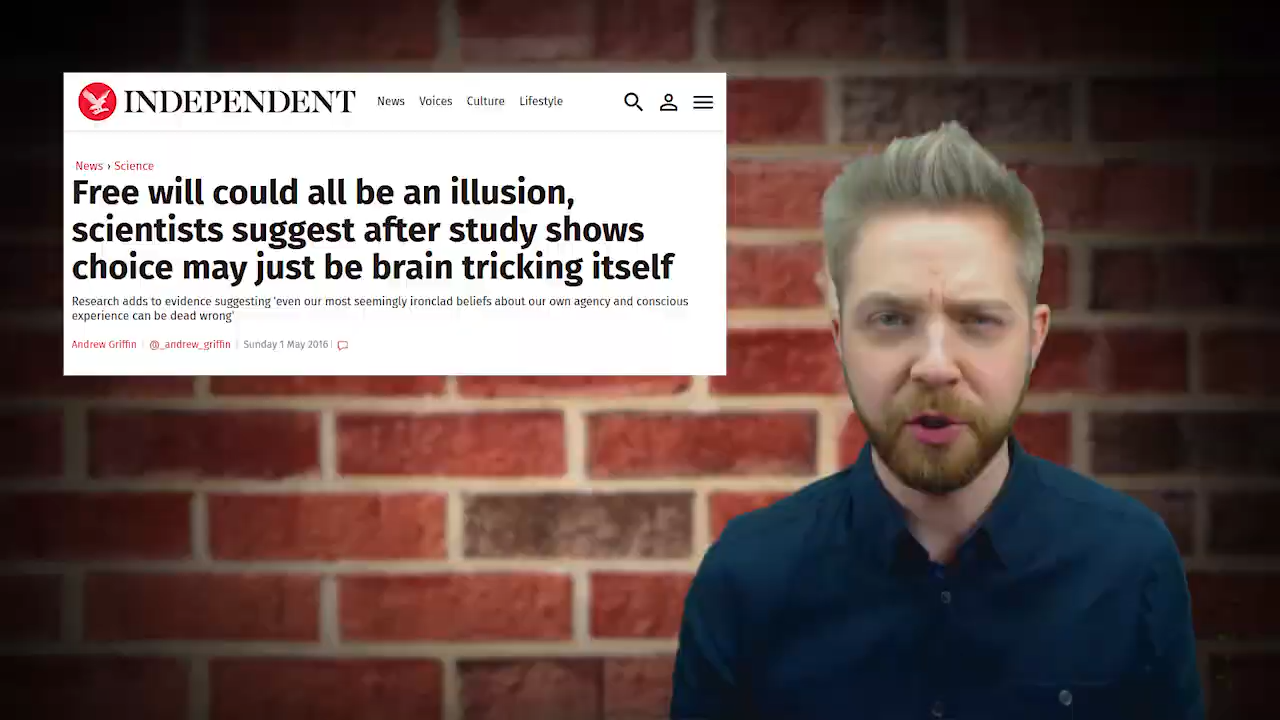 INDEPENDENT News Voices Culture Lifestyle
News › Science
Free will could all be an illusion,
scientists suggest after study shows
choice may just be brain tricking itself
Research adds to evidence suggesting 'even our most seemingly ironclad beliefs about our own agency and conscious
experience can be dead wrong'
Andrew Griffin | @_andrew_griffin | Sunday 1 May 2016 |